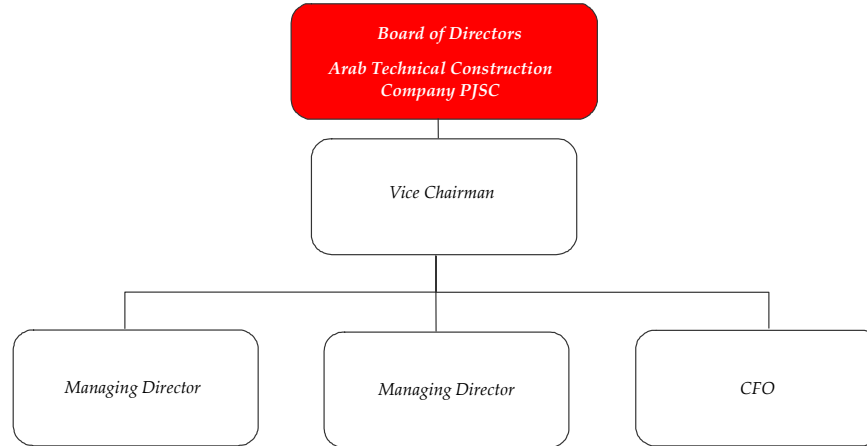 Board of Directors
Arab Technical Construction
Company PJSC
Vice Chairman
Managing Director
Managing Director
CFO